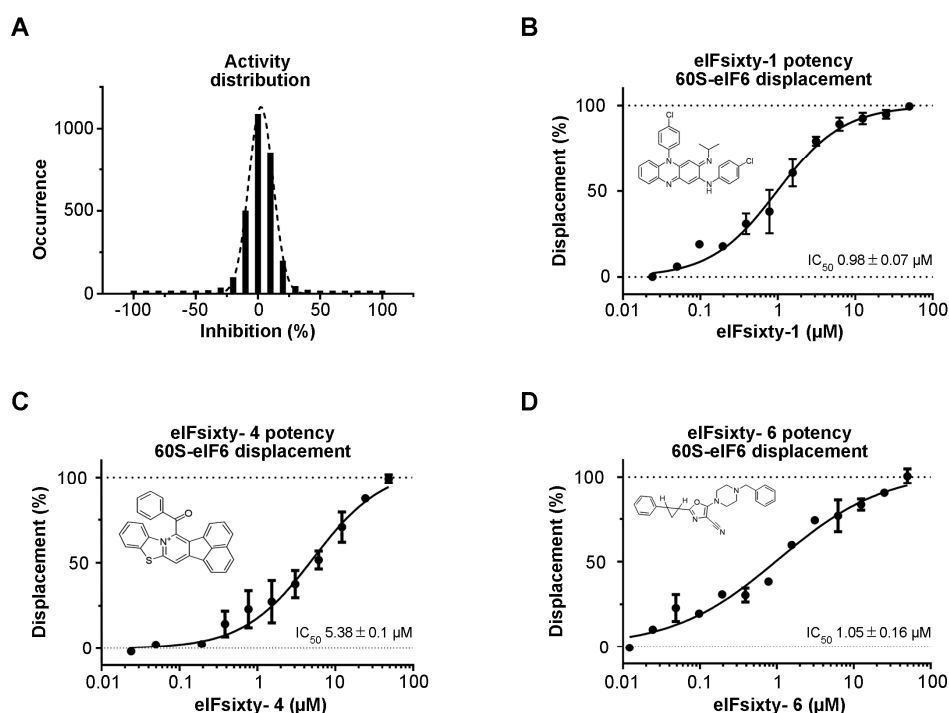 A
Activity
distribution
Occurrence
1000
500
0
-100 -50 0 50 100
Inhibition (%)
B
eIFsixty-1 potency
60S-eIF6 displacement
Displacement (%)
100
50
0
Cl
N
N
N
N
H
Cl
IC50 0.98 ± 0.07 µM
0.01 0.1 1 10 100
eIFsixty-1 (µM)
C
eIFsixty- 4 potency
60S-eIF6 displacement
Displacement (%)
100
50
0
O
N+
S
IC50 5.38 ± 0.1 µM
0.01 0.1 1 10 100
eIFsixty- 4 (µM)
D
eIFsixty- 6 potency
60S-eIF6 displacement
Displacement (%)
100
50
0
H
H
O
N
N
N
N
IC50 1.05 ± 0.16 µM
0.01 0.1 1 10 100
eIFsixty- 6 (µM)